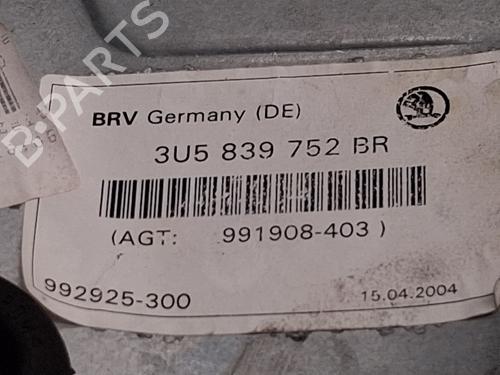 BRV Germany (DE)
3U5 839 752 BR
(AGT: 991908-403 )
992925-300
15.04.2004
B-PARTS